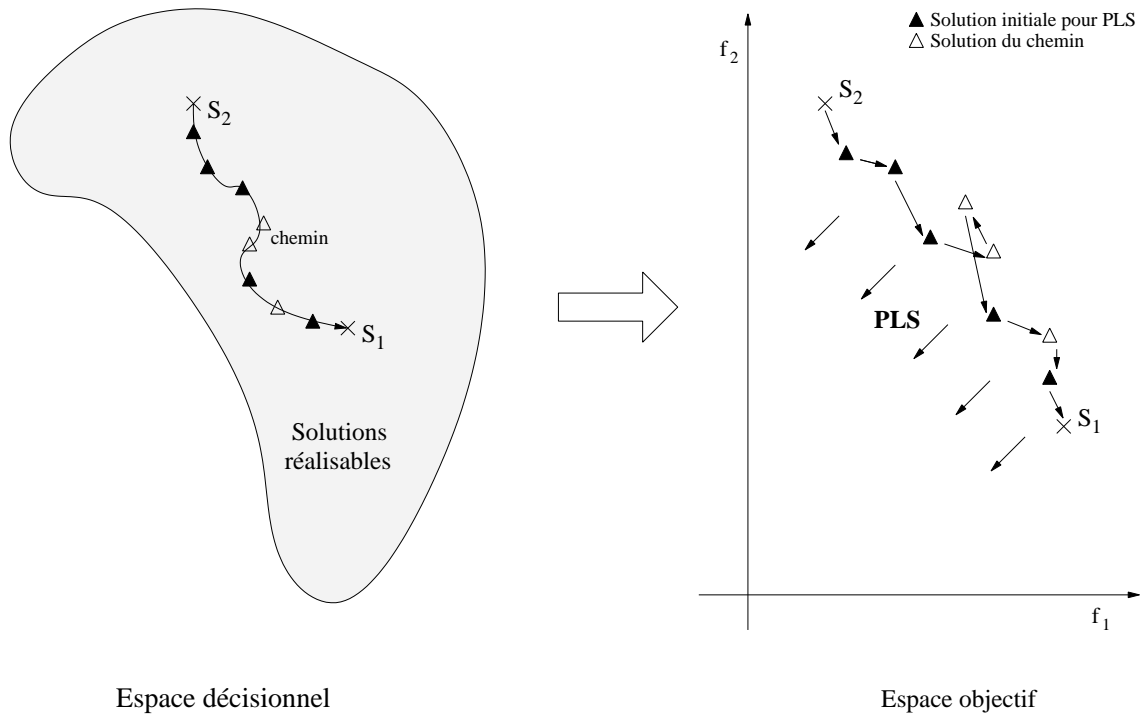 S2
chemin
S1
Solutions
réalisables
Espace décisionnel
Solution initiale pour PLS
Solution du chemin
f2
S2
PLS
S1
f1
Espace objectif